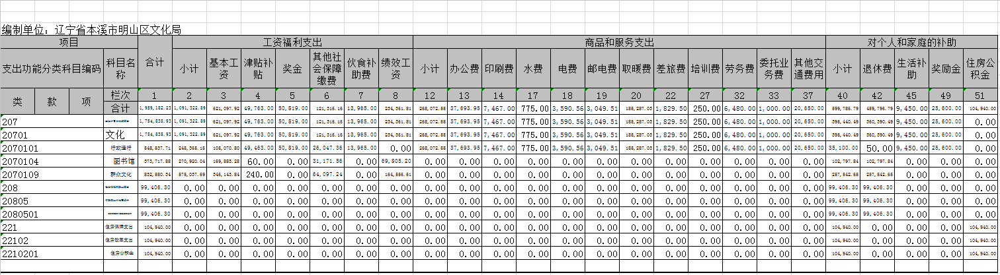 编制单位：辽宁省本溪市明山区文化局
项目 合计 工资福利支出 商品和服务支出 对个人和家庭的补助
支出功能分类科目编码 科目名称 小计 基本工资 津贴补贴 奖金 其他社会保障缴费 伙食补助费 绩效工资 小计 办公费 印刷费 水费 电费 邮电费 取暖费 差旅费 培训费 劳务费 委托业务费 其他交通费用 小计 退休费 生活补助 奖励金 住房公积金
类 款 项 栏次 1 2 3 4 5 6 7 8 12 13 14 17 18 19 20 22 27 32 33 37 40 42 45 49 51
合计 1,959,182.23 1,091,322.89 621,097.92 49,763.00 50,819.00 121,316.16 13,965.00 234,361.81 268,072.55 37,693.95 7,467.00 775.00 3,590.56 3,049.51 185,287.03 1,829.50 250.00 6,480.00 1,000.00 20,650.00 599,786.79 459,796.79 9,450.00 25,600.00 104,940.00
207 1,754,835.93 1,091,322.89 621,097.92 49,763.00 50,819.00 121,316.16 13,965.00 234,361.81 268,072.55 37,693.95 7,467.00 775.00 3,590.56 3,049.51 185,287.03 1,829.50 250.00 6,480.00 1,000.00 20,650.00 395,440.49 360,390.49 9,450.00 25,600.00 0.00
20701 文化 1,754,835.93 1,091,322.89 621,097.92 49,763.00 50,819.00 121,316.16 13,965.00 234,361.81 268,072.55 37,693.95 7,467.00 775.00 3,590.56 3,049.51 185,287.03 1,829.50 250.00 6,480.00 1,000.00 20,650.00 395,440.49 360,390.49 9,450.00 25,600.00 0.00
2070101 行政运行 548,537.71 245,365.16 105,070.80 49,463.00 50,819.00 26,047.36 13,965.00 0.00 268,072.55 37,693.95 7,467.00 775.00 3,590.56 3,049.51 185,287.03 1,829.50 250.00 6,480.00 1,000.00 20,650.00 35,100.00 50.00 9,450.00 25,600.00 0.00
2070104 图书馆 373,717.88 270,920.04 169,883.28 60.00 0.00 31,171.56 0.00 69,805.20 0.00 0.00 0.00 0.00 0.00 0.00 0.00 0.00 0.00 0.00 0.00 0.00 102,797.84 102,797.84 0.00 0.00 0.00
2070109 群众文化 832,580.34 575,037.69 346,143.84 240.00 0.00 64,097.24 0.00 164,556.61 0.00 0.00 0.00 0.00 0.00 0.00 0.00 0.00 0.00 0.00 0.00 0.00 257,542.65 257,542.65 0.00 0.00 0.00
208 99,406.30 0.00 0.00 0.00 0.00 0.00 0.00 0.00 0.00 0.00 0.00 0.00 0.00 0.00 0.00 0.00 0.00 0.00 0.00 0.00 99,406.30 99,406.30 0.00 0.00 0.00
20805 99,406.30 0.00 0.00 0.00 0.00 0.00 0.00 0.00 0.00 0.00 0.00 0.00 0.00 0.00 0.00 0.00 0.00 0.00 0.00 0.00 99,406.30 99,406.30 0.00 0.00 0.00
2080501 99,406.30 0.00 0.00 0.00 0.00 0.00 0.00 0.00 0.00 0.00 0.00 0.00 0.00 0.00 0.00 0.00 0.00 0.00 0.00 0.00 99,406.30 99,406.30 0.00 0.00 0.00
221 住房保障支出 104,940.00 0.00 0.00 0.00 0.00 0.00 0.00 0.00 0.00 0.00 0.00 0.00 0.00 0.00 0.00 0.00 0.00 0.00 0.00 0.00 104,940.00 0.00 0.00 0.00 104,940.00
22102 住房改革支出 104,940.00 0.00 0.00 0.00 0.00 0.00 0.00 0.00 0.00 0.00 0.00 0.00 0.00 0.00 0.00 0.00 0.00 0.00 0.00 0.00 104,940.00 0.00 0.00 0.00 104,940.00
2210201 住房公积金 104,940.00 0.00 0.00 0.00 0.00 0.00 0.00 0.00 0.00 0.00 0.00 0.00 0.00 0.00 0.00 0.00 0.00 0.00 0.00 0.00 104,940.00 0.00 0.00 0.00 104,940.00